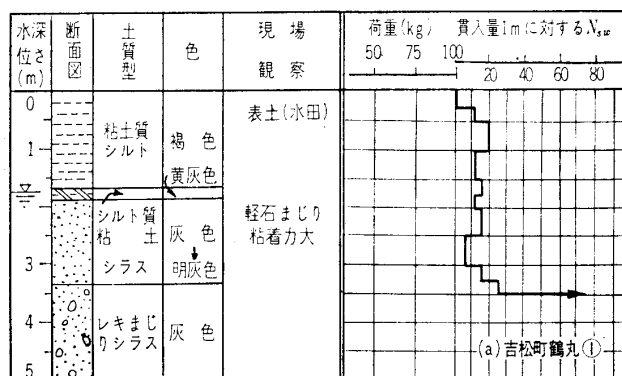 水位 深さ (m)
断面図
土質型
色
現場観察
荷重(kg) 貫入量1mに対するNsw
50 100 20 40 60 80
0
表土(水田)
粘土質シルト
褐色
1
黄灰色
シルト質粘土
灰色
軽石まじり
粘着力大
3
シラス
明灰色
4
レキまじりシラス
灰色
(a)吉松町鶴丸①
5